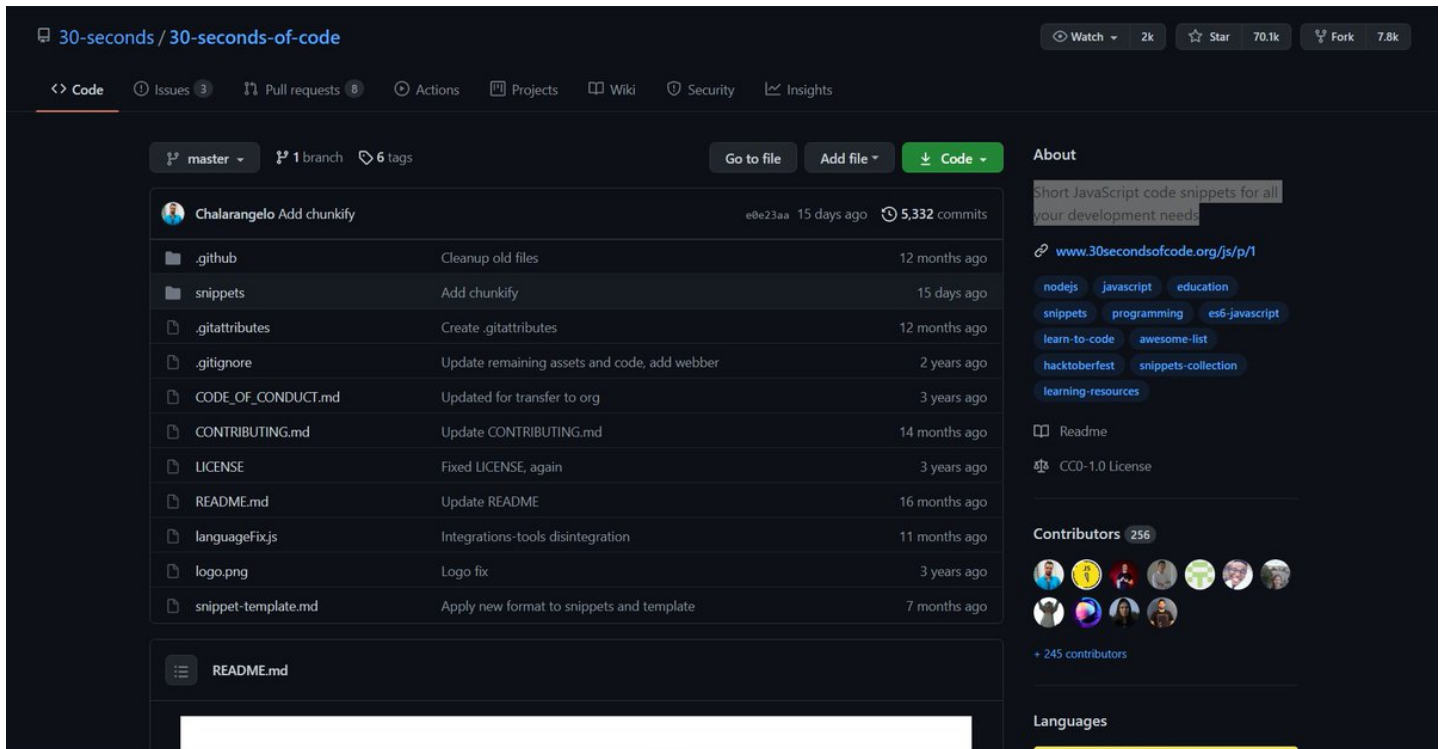 30-seconds / 30-seconds-of-code
Watch 2k Star 70.1k Fork 7.8k
<> Code Issues 3 Pull requests 8 Actions Projects Wiki Security Insights
master 1 branch 6 tags Go to file Add file Code
Chalarangelo Add chunkify e0e23aa 15 days ago 5,332 commits
.github Cleanup old files 12 months ago
snippets Add chunkify 15 days ago
.gitattributes Create .gitattributes 12 months ago
.gitignore Update remaining assets and code, add webber 2 years ago
CODE_OF_CONDUCT.md Updated for transfer to org 3 years ago
CONTRIBUTING.md Update CONTRIBUTING.md 14 months ago
LICENSE Fixed LICENSE, again 3 years ago
README.md Update README 16 months ago
languageFix.js Integrations-tools disintegration 11 months ago
logo.png Logo fix 3 years ago
snippet-template.md Apply new format to snippets and template 7 months ago
README.md
About
Short JavaScript code snippets for all
your development needs
www.30secondsofcode.org/js/p/1
nodejs javascript education
snippets programming es6-javascript
learn-to-code awesome-list
hacktoberfest snippets-collection
learning-resources
Readme
CC0-1.0 License
Contributors 256
JS
+ 245 contributors
Languages